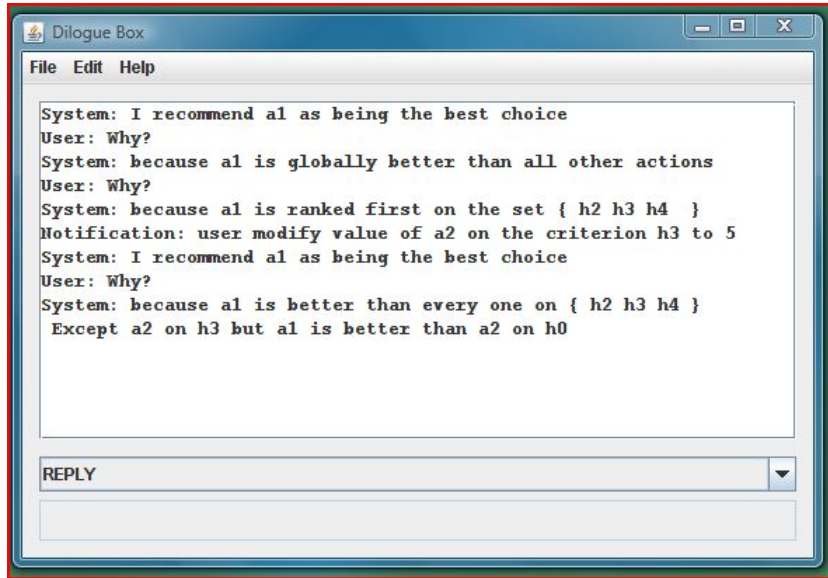 Dilogue Box
File Edit Help
System: I recommend a1 as being the best choice
User: Why?
System: because a1 is globally better than all other actions
User: Why?
System: because a1 is ranked first on the set { h2 h3 h4  }
Notification: user modify value of a2 on the criterion h3 to 5
System: I recommend a1 as being the best choice
User: Why?
System: because a1 is better than every one on { h2 h3 h4 }
Except a2 on h3 but a1 is better than a2 on h0
REPLY